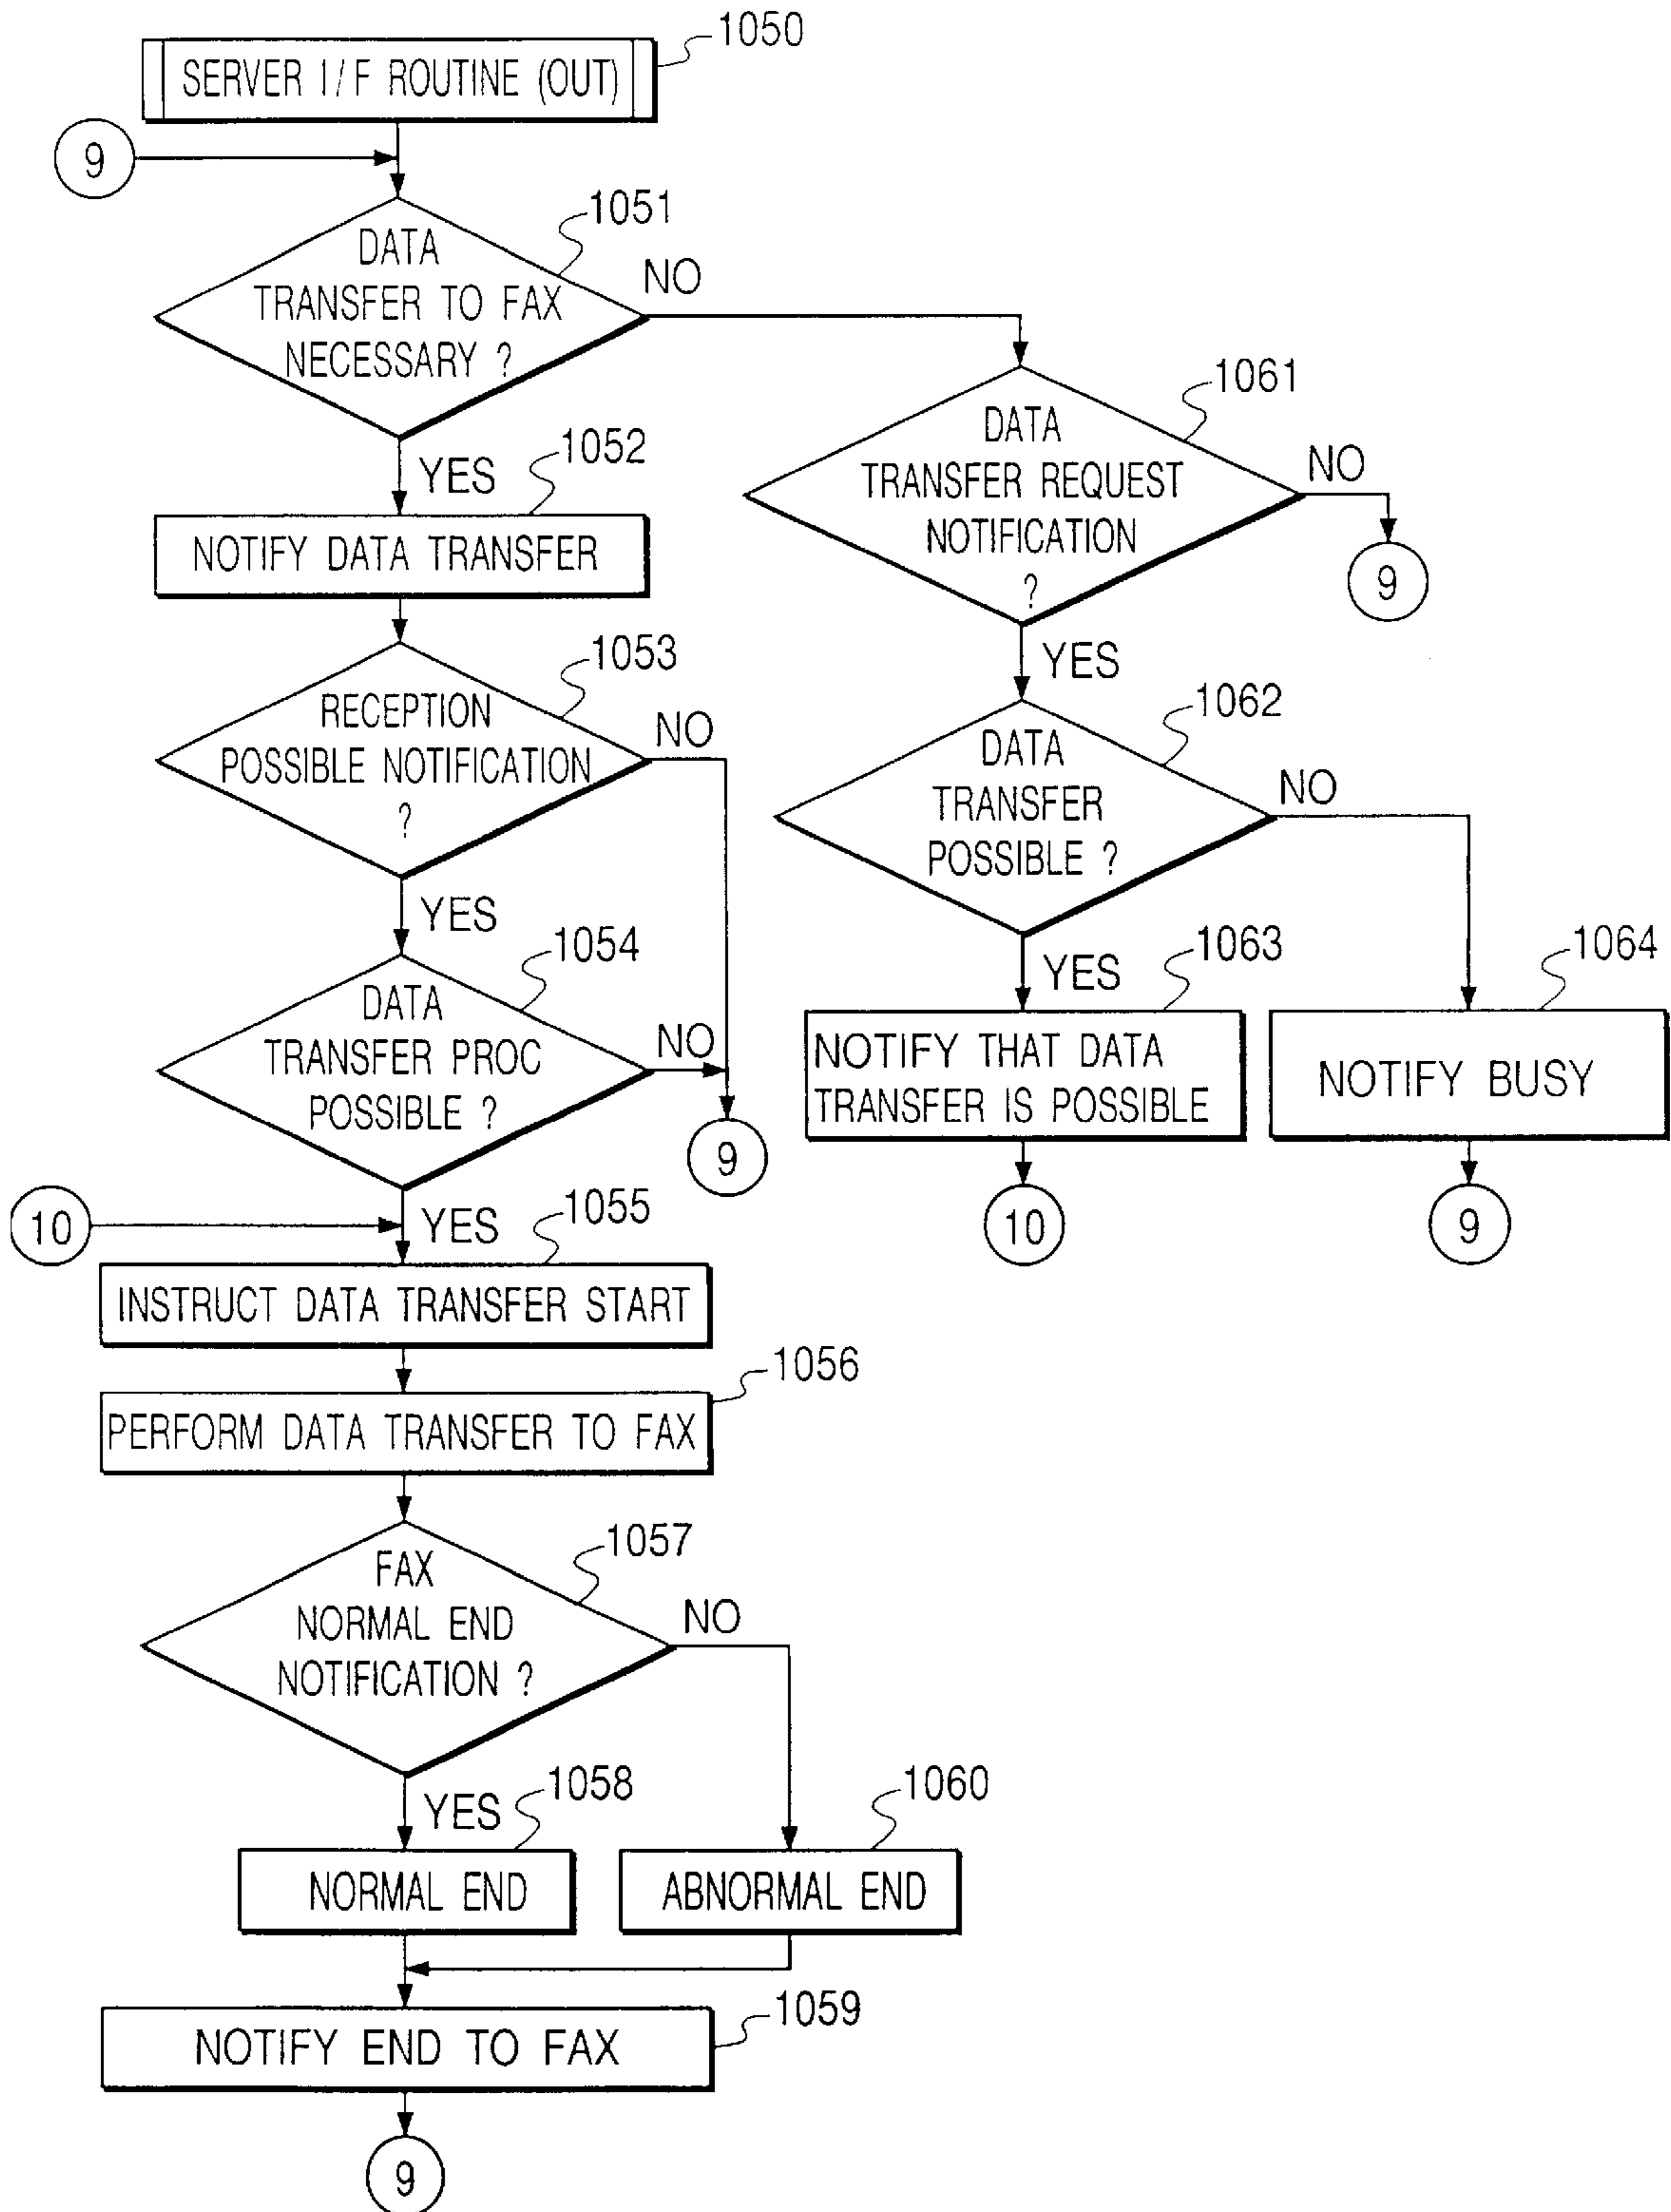 1050
SERVER I/F ROUTINE (OUT)
9
1051
DATA
TRANSFER TO FAX
NECESSARY ?
NO
YES
1052
NOTIFY DATA TRANSFER
1053
RECEPTION
POSSIBLE NOTIFICATION
?
NO
YES
1054
DATA
TRANSFER PROC
POSSIBLE ?
NO
9
YES
10
1055
INSTRUCT DATA TRANSFER START
1056
PERFORM DATA TRANSFER TO FAX
1057
FAX
NORMAL END
NOTIFICATION ?
NO
YES
1058
NORMAL END
1060
ABNORMAL END
1059
NOTIFY END TO FAX
9
1061
DATA
TRANSFER REQUEST
NOTIFICATION
?
NO
9
YES
1062
DATA
TRANSFER
POSSIBLE ?
NO
YES
1063
NOTIFY THAT DATA
TRANSFER IS POSSIBLE
10
1064
NOTIFY BUSY
9